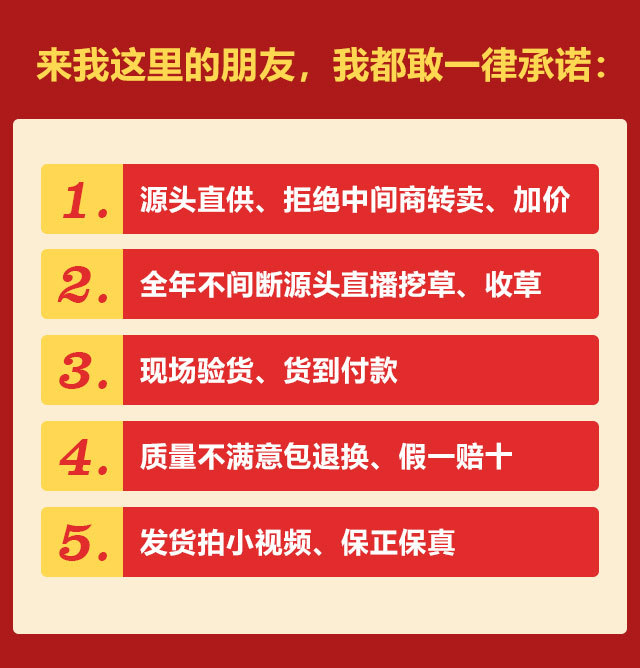 来我这里的朋友，我都敢一律承诺：
1. 源头直供、拒绝中间商转卖、加价
2. 全年不间断源头直播挖草、收草
3. 现场验货、货到付款
4. 质量不满意包退换、假一赔十
5. 发货拍小视频、保正保真